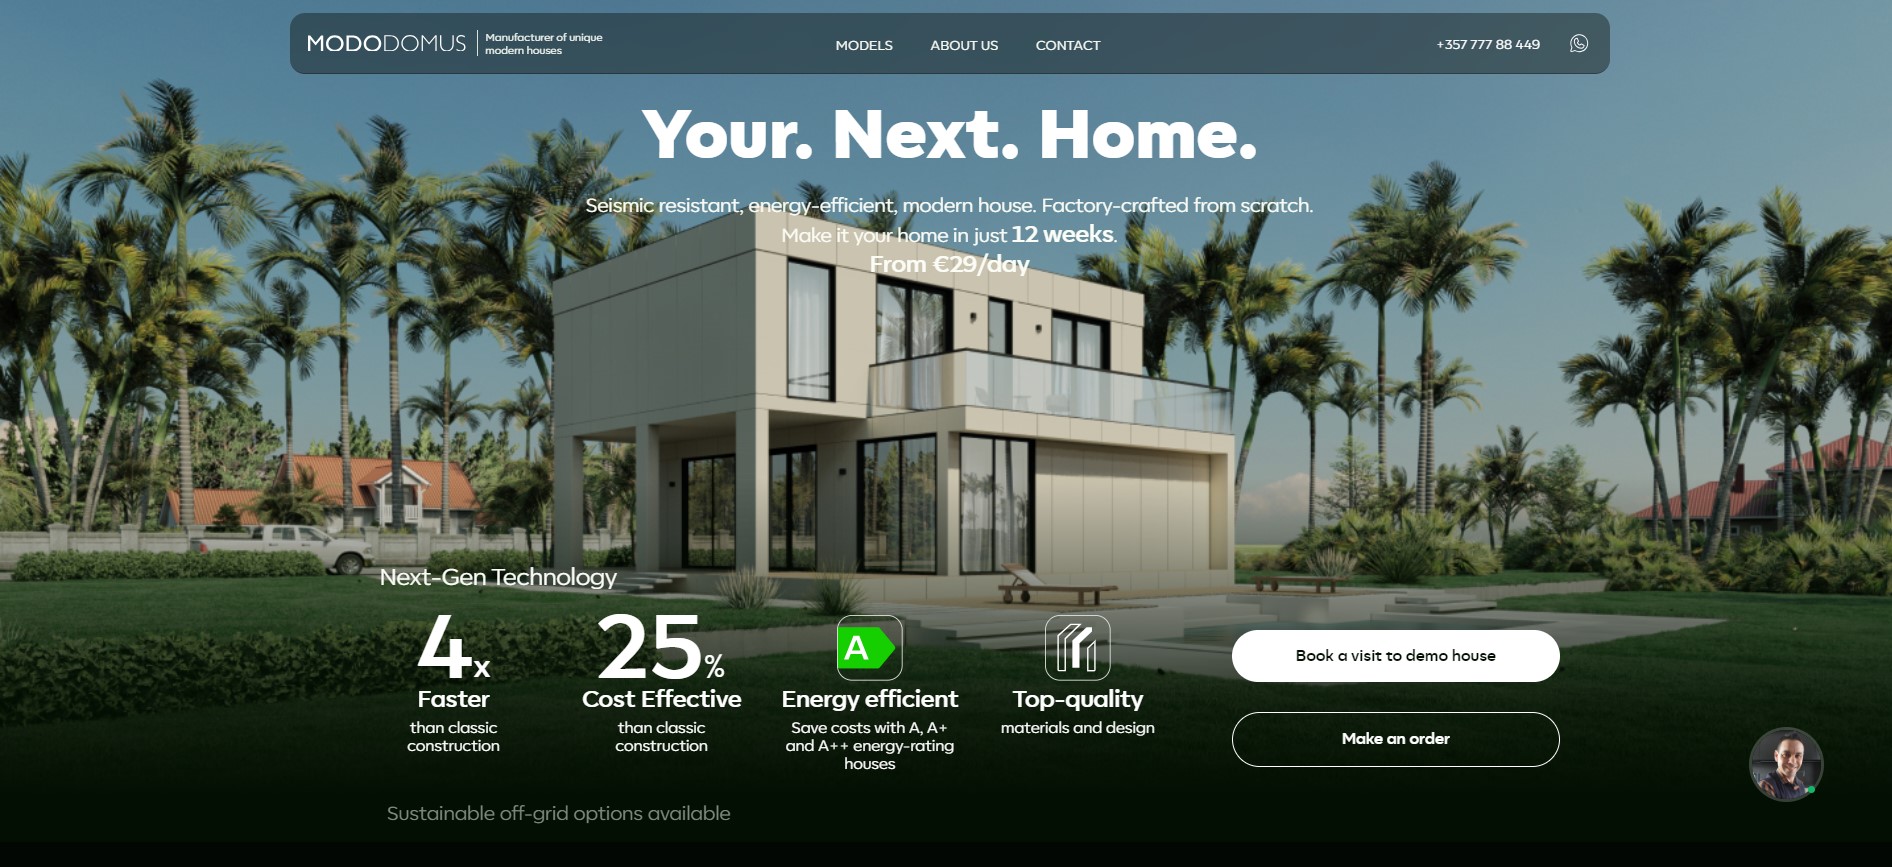 MODODOMUS
Manufacturer of unique
modern houses
MODELS
ABOUT US
CONTACT
+357 777 88 449
Your. Next. Home.
Seismic resistant, energy-efficient, modern house. Factory-crafted from scratch.
Make it your home in just 12 weeks.
From €29/day
Next-Gen Technology
4x
Faster
than classic
construction
25%
Cost Effective
than classic
construction
A
Energy efficient
Save costs with A, A+
and A++ energy-rating
houses
Top-quality
materials and design
Book a visit to demo house
Make an order
Sustainable off-grid options available